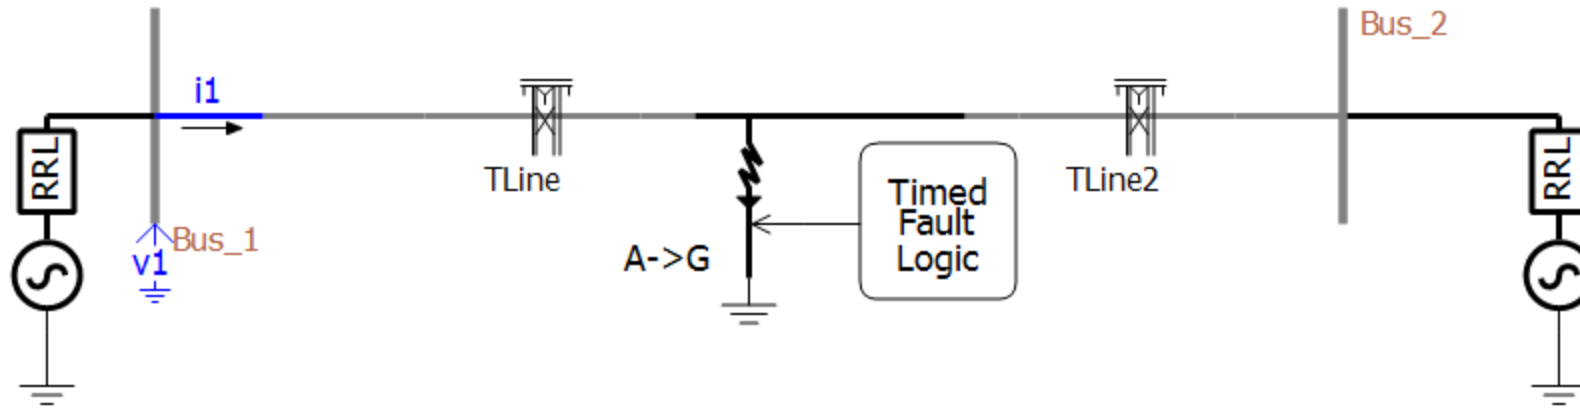 Bus_2
i1
RRL
RRL
TLine
TLine2
Timed
Fault
Logic
Bus_1
v1
A->G